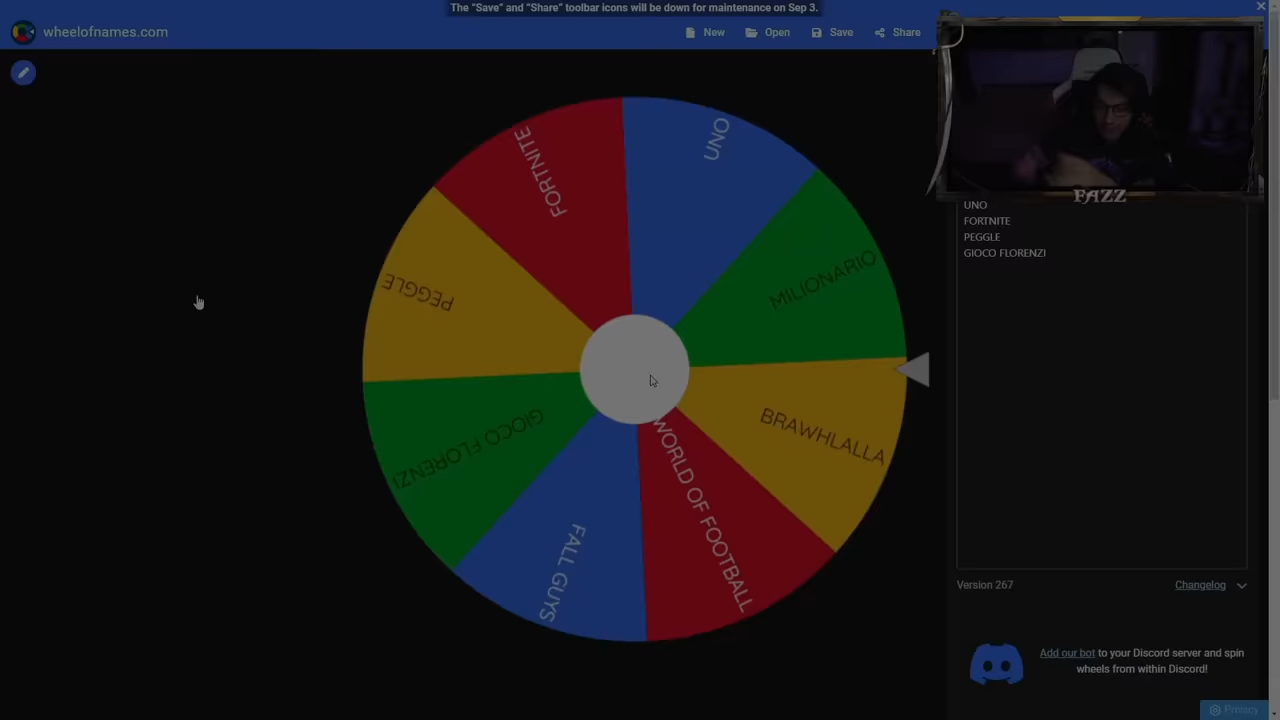 The "Save" and "Share" toolbar icons will be down for maintenance on Sep 3.
wheelofnames.com
New
Open
Save
Share
FAZZ
UNO
FORTNITE
PEGGLE
GIOCO FLORENZI
UNO
MILIONARIO
BRAWHLALLA
WORLD OF FOOTBALL
FALL GUYS
GIOCO FLORENZI
PEGGLE
FORTNITE
Version 267
Changelog
Add our bot to your Discord server and spin
wheels from within Discord!
Privacy